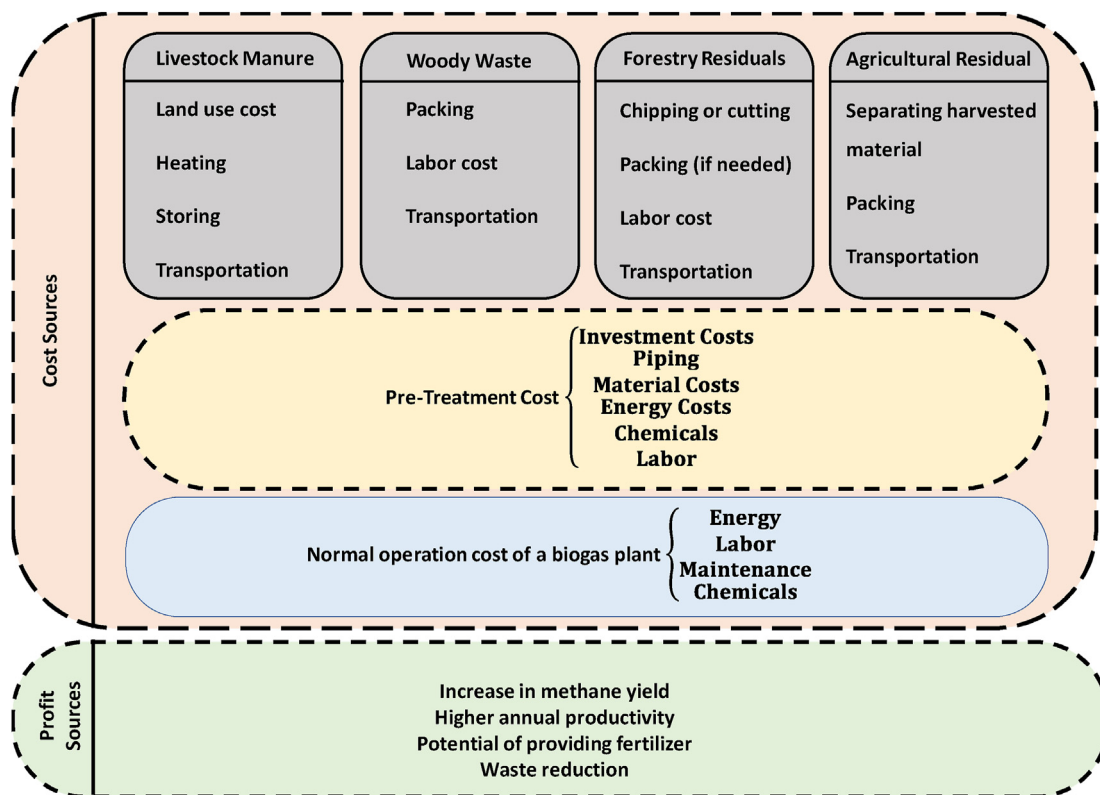 Cost Sources
Livestock Manure
Land use cost
Heating
Storing
Transportation
Woody Waste
Packing
Labor cost
Transportation
Forestry Residuals
Chipping or cutting
Packing (if needed)
Labor cost
Transportation
Agricultural Residual
Separating harvested
material
Packing
Transportation
Pre-Treatment Cost
Investment Costs
Piping
Material Costs
Energy Costs
Chemicals
Labor
Normal operation cost of a biogas plant
Energy
Labor
Maintenance
Chemicals
Profit
Sources
Increase in methane yield
Higher annual productivity
Potential of providing fertilizer
Waste reduction